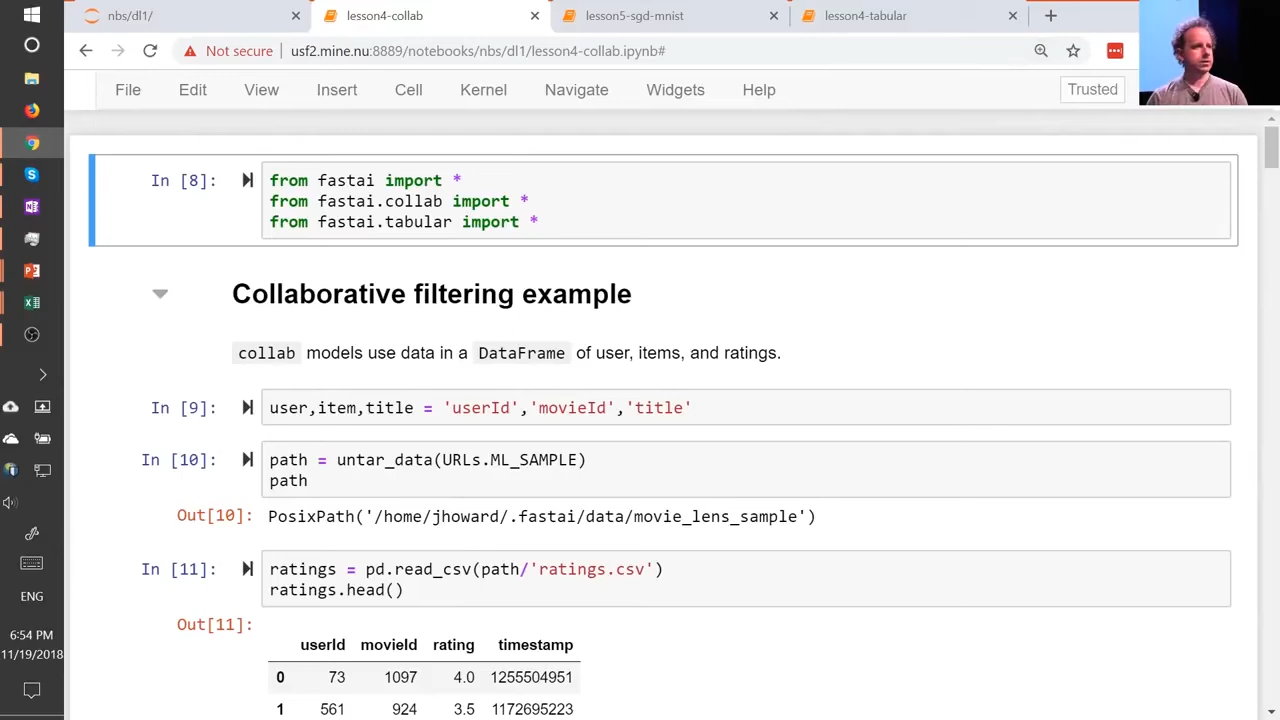 nbs/dl1/
lesson4-collab
lesson5-sgd-mnist
lesson4-tabular
Not secure usf2.mine.nu:8889/notebooks/nbs/dl1/lesson4-collab.ipynb#
File Edit View Insert Cell Kernel Navigate Widgets Help Trusted
In [8]: from fastai import *
from fastai.collab import *
from fastai.tabular import *
Collaborative filtering example
collab models use data in a DataFrame of user, items, and ratings.
In [9]: user,item,title = 'userId','movieId','title'
In [10]: path = untar_data(URLs.ML_SAMPLE)
path
Out[10]: PosixPath('/home/jhoward/.fastai/data/movie_lens_sample')
In [11]: ratings = pd.read_csv(path/'ratings.csv')
ratings.head()
Out[11]:
userId movieId rating timestamp
0 73 1097 4.0 1255504951
1 561 924 3.5 1172695223
ENG
6:54 PM
11/19/2018